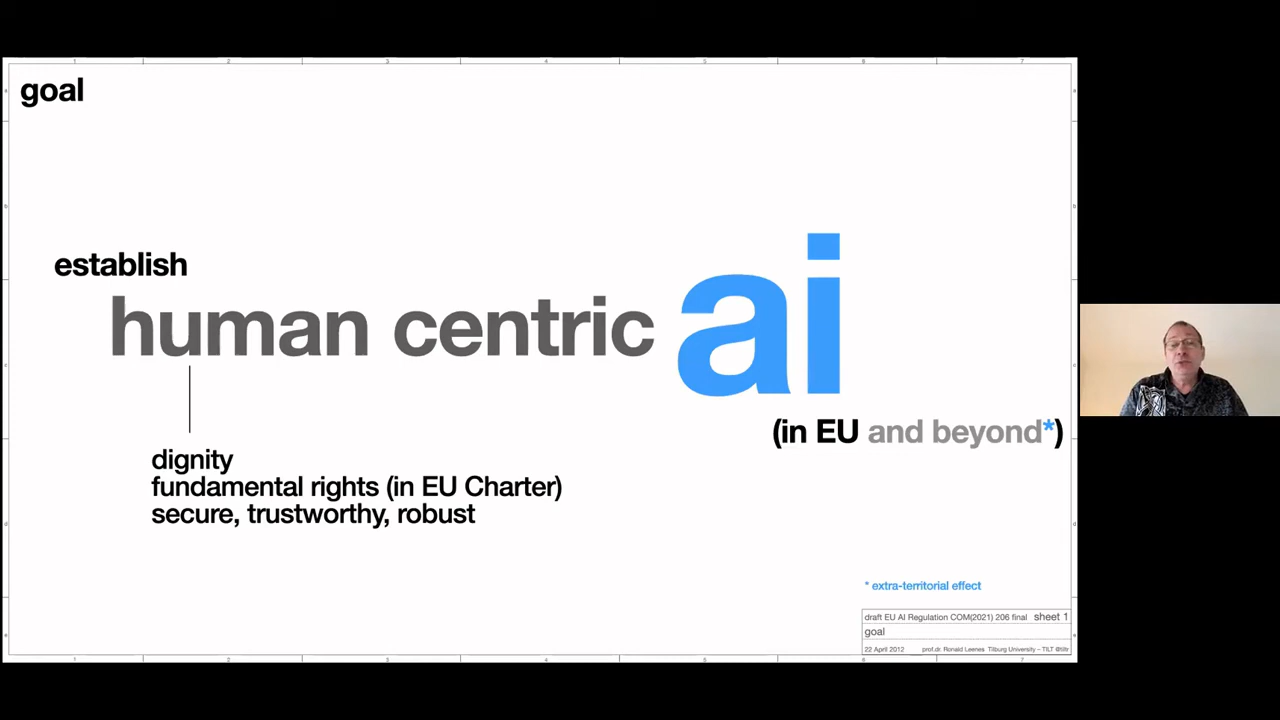 goal
establish
human centric ai
(in EU and beyond*)
dignity
fundamental rights (in EU Charter)
secure, trustworthy, robust
* extra-territorial effect
draft EU AI Regulation COM(2021) 206 final sheet 1
goal
22 April 2012 prof.dr. Ronald Leenes Tilburg University – TILT @tiltr